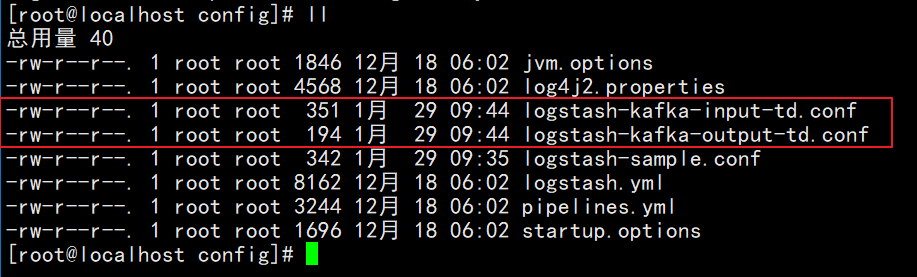 [root@localhost config]# ll
总用量 40
-rw-r--r--. 1 root root 1846 12月 18 06:02 jvm.options
-rw-r--r--. 1 root root 4568 12月 18 06:02 log4j2.properties
-rw-r--r--. 1 root root  351 1月  29 09:44 logstash-kafka-input-td.conf
-rw-r--r--. 1 root root  194 1月  29 09:44 logstash-kafka-output-td.conf
-rw-r--r--. 1 root root  342 1月  29 09:35 logstash-sample.conf
-rw-r--r--. 1 root root 8162 12月 18 06:02 logstash.yml
-rw-r--r--. 1 root root 3244 12月 18 06:02 pipelines.yml
-rw-r--r--. 1 root root 1696 12月 18 06:02 startup.options
[root@localhost config]#